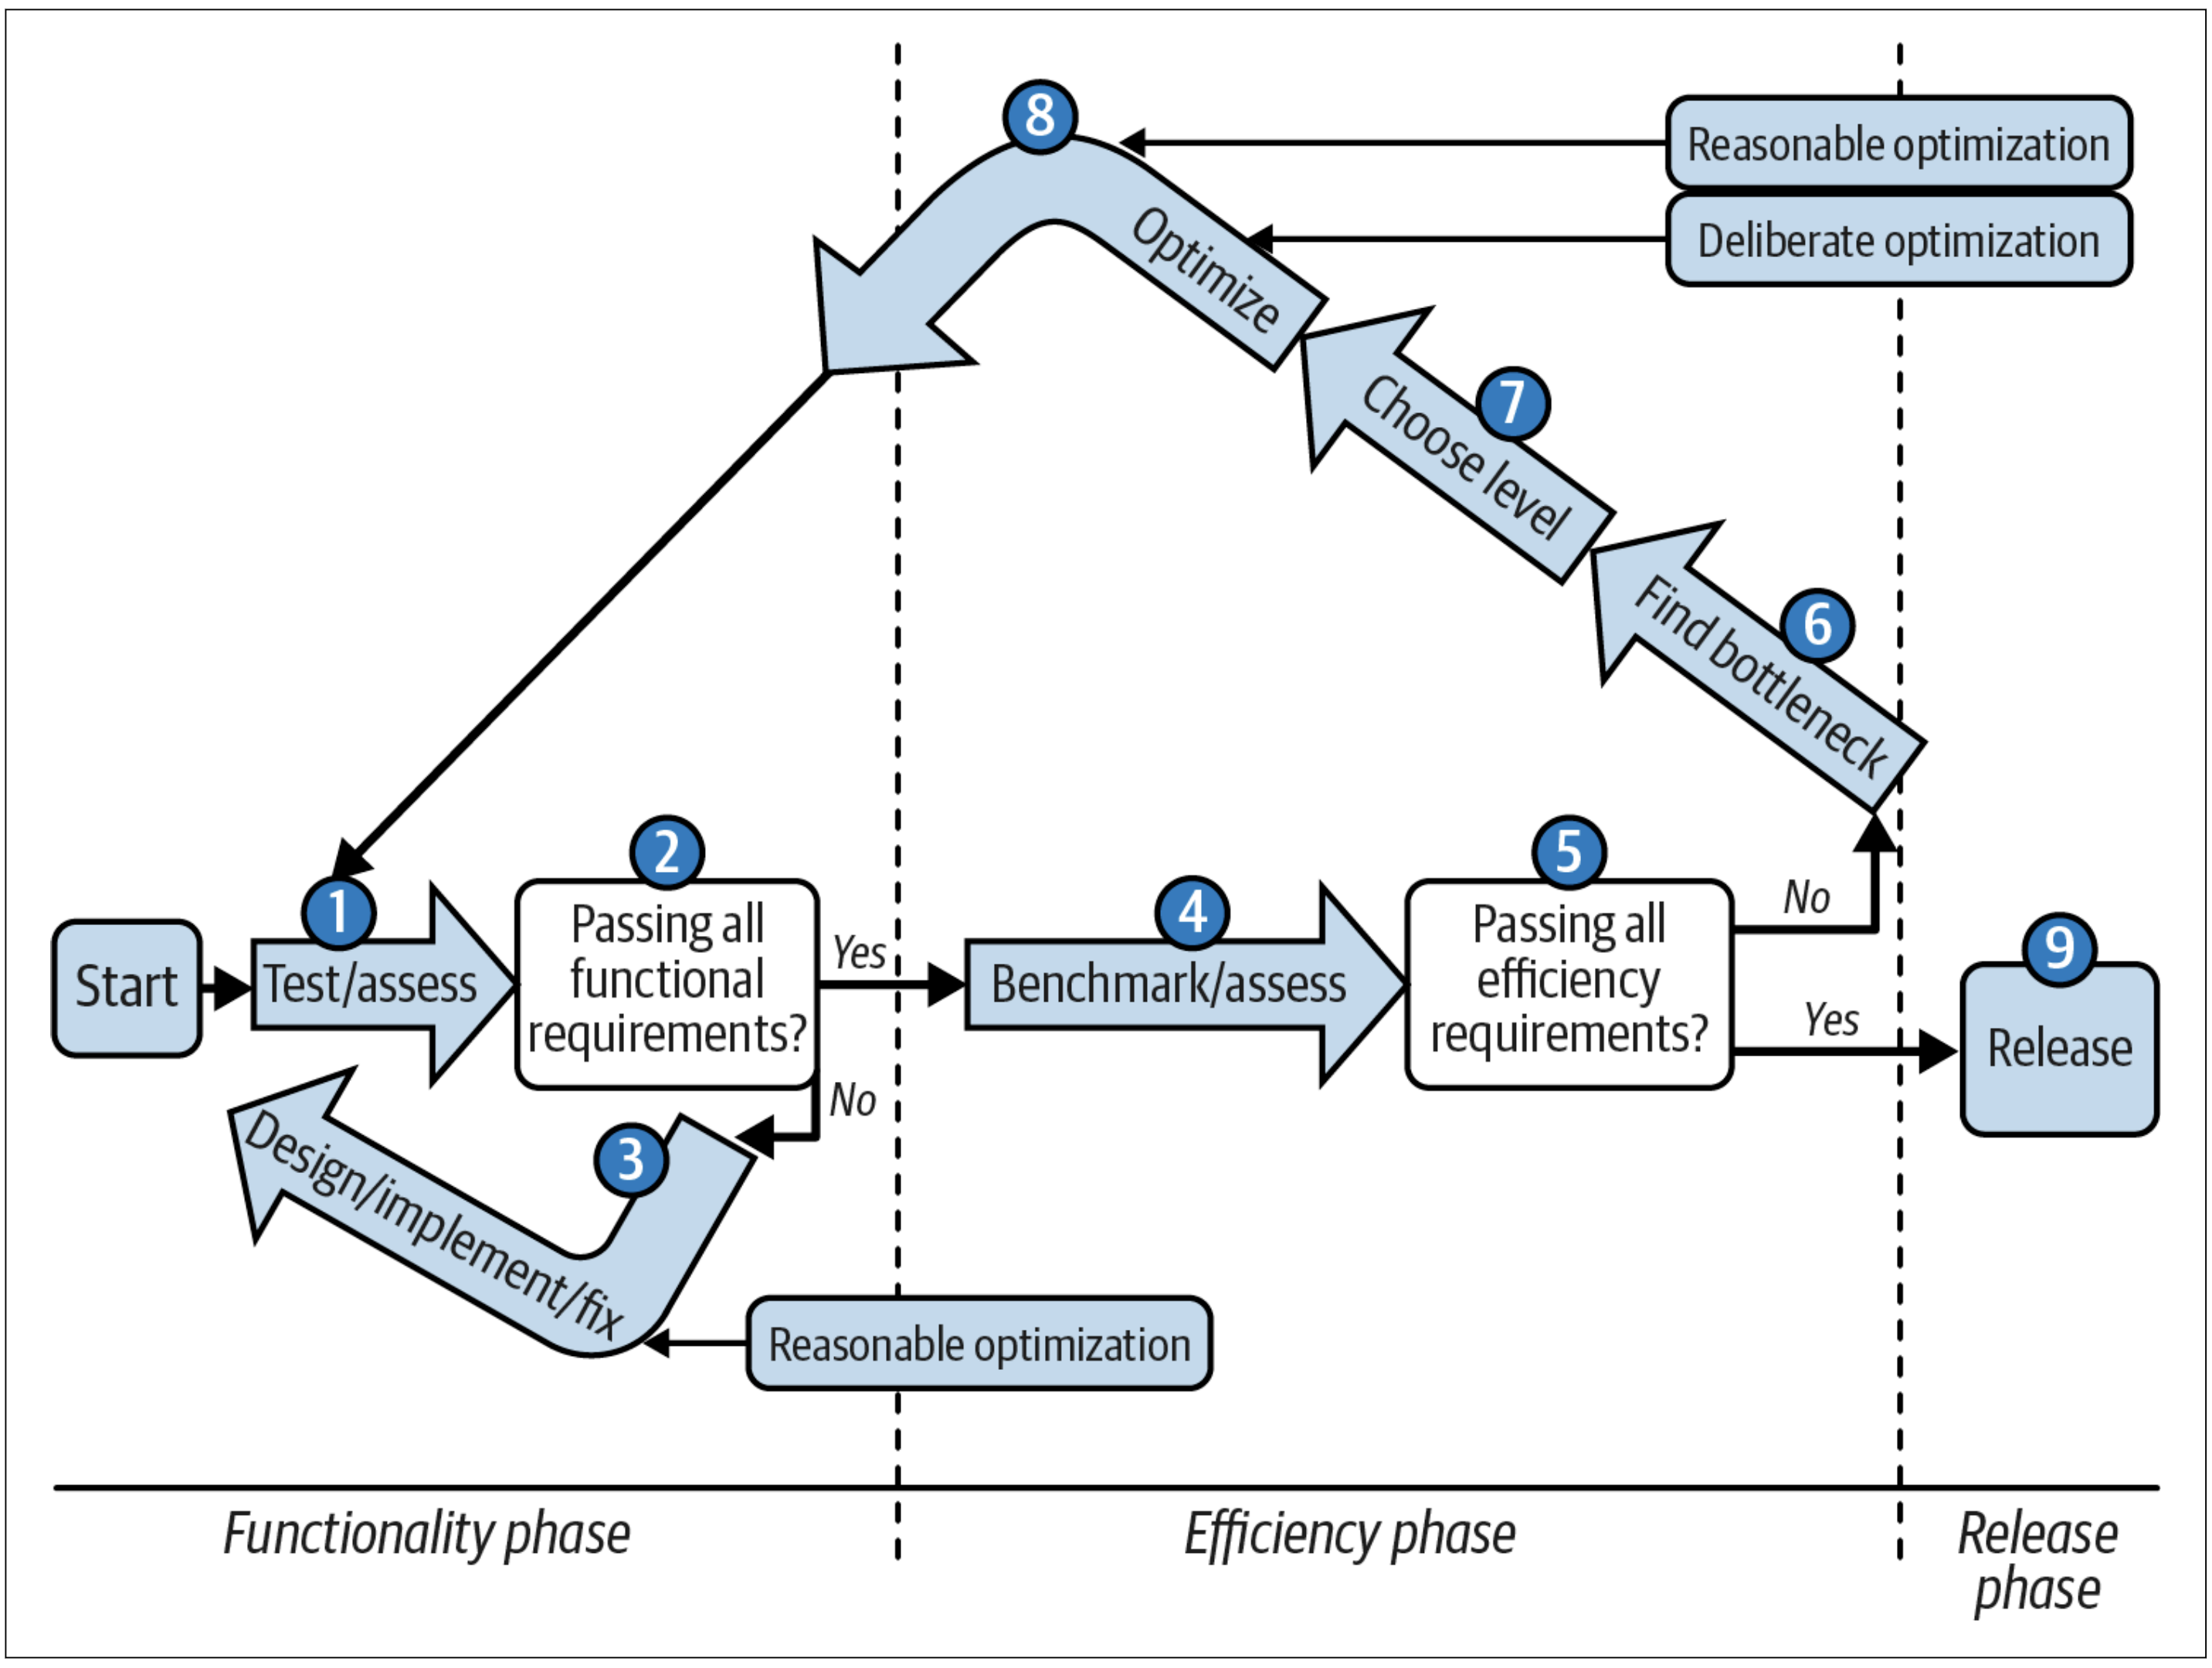 8
Reasonable optimization
Deliberate optimization
Optimize
7
Choose level
6
Find bottleneck
Start
1
Test/assess
2
Passing all
functional
requirements?
Yes
No
3
Design/implement/fix
Reasonable optimization
4
Benchmark/assess
5
Passing all
efficiency
requirements?
No
Yes
9
Release
Functionality phase
Efficiency phase
Release
phase